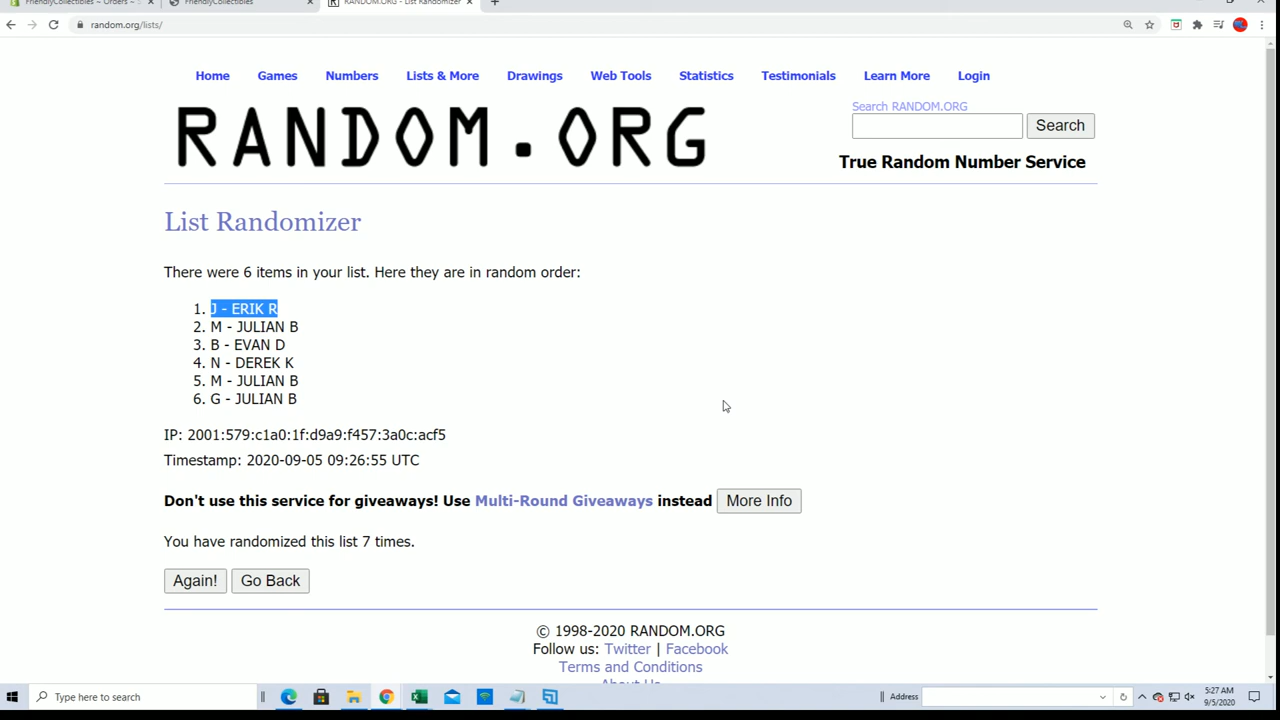 FriendlyCollectibles – Orders –
FriendlyCollectibles
RANDOM.ORG - List Randomizer
random.org/lists/
Home Games Numbers Lists & More Drawings Web Tools Statistics Testimonials Learn More Login
RANDOM.ORG
Search RANDOM.ORG
Search
True Random Number Service
List Randomizer
There were 6 items in your list. Here they are in random order:
1. J - ERIK R
2. M - JULIAN B
3. B - EVAN D
4. N - DEREK K
5. M - JULIAN B
6. G - JULIAN B
IP: 2001:579:c1a0:1f:d9a9:f457:3a0c:acf5
Timestamp: 2020-09-05 09:26:55 UTC
Don't use this service for giveaways! Use Multi-Round Giveaways instead More Info
You have randomized this list 7 times.
Again! Go Back
© 1998-2020 RANDOM.ORG
Follow us: Twitter | Facebook
Terms and Conditions
About Us
Type here to search
Address
5:27 AM
9/5/2020